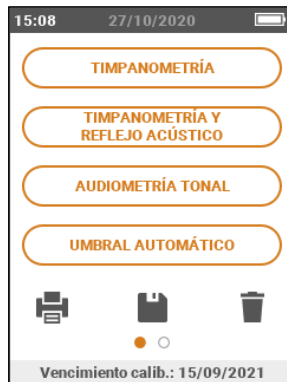 15:08 27/10/2020
TIMPANOMETRÍA
TIMPANOMETRÍA Y
REFLEJO ACÚSTICO
AUDIOMETRÍA TONAL
UMBRAL AUTOMÁTICO
Vencimiento calib.: 15/09/2021